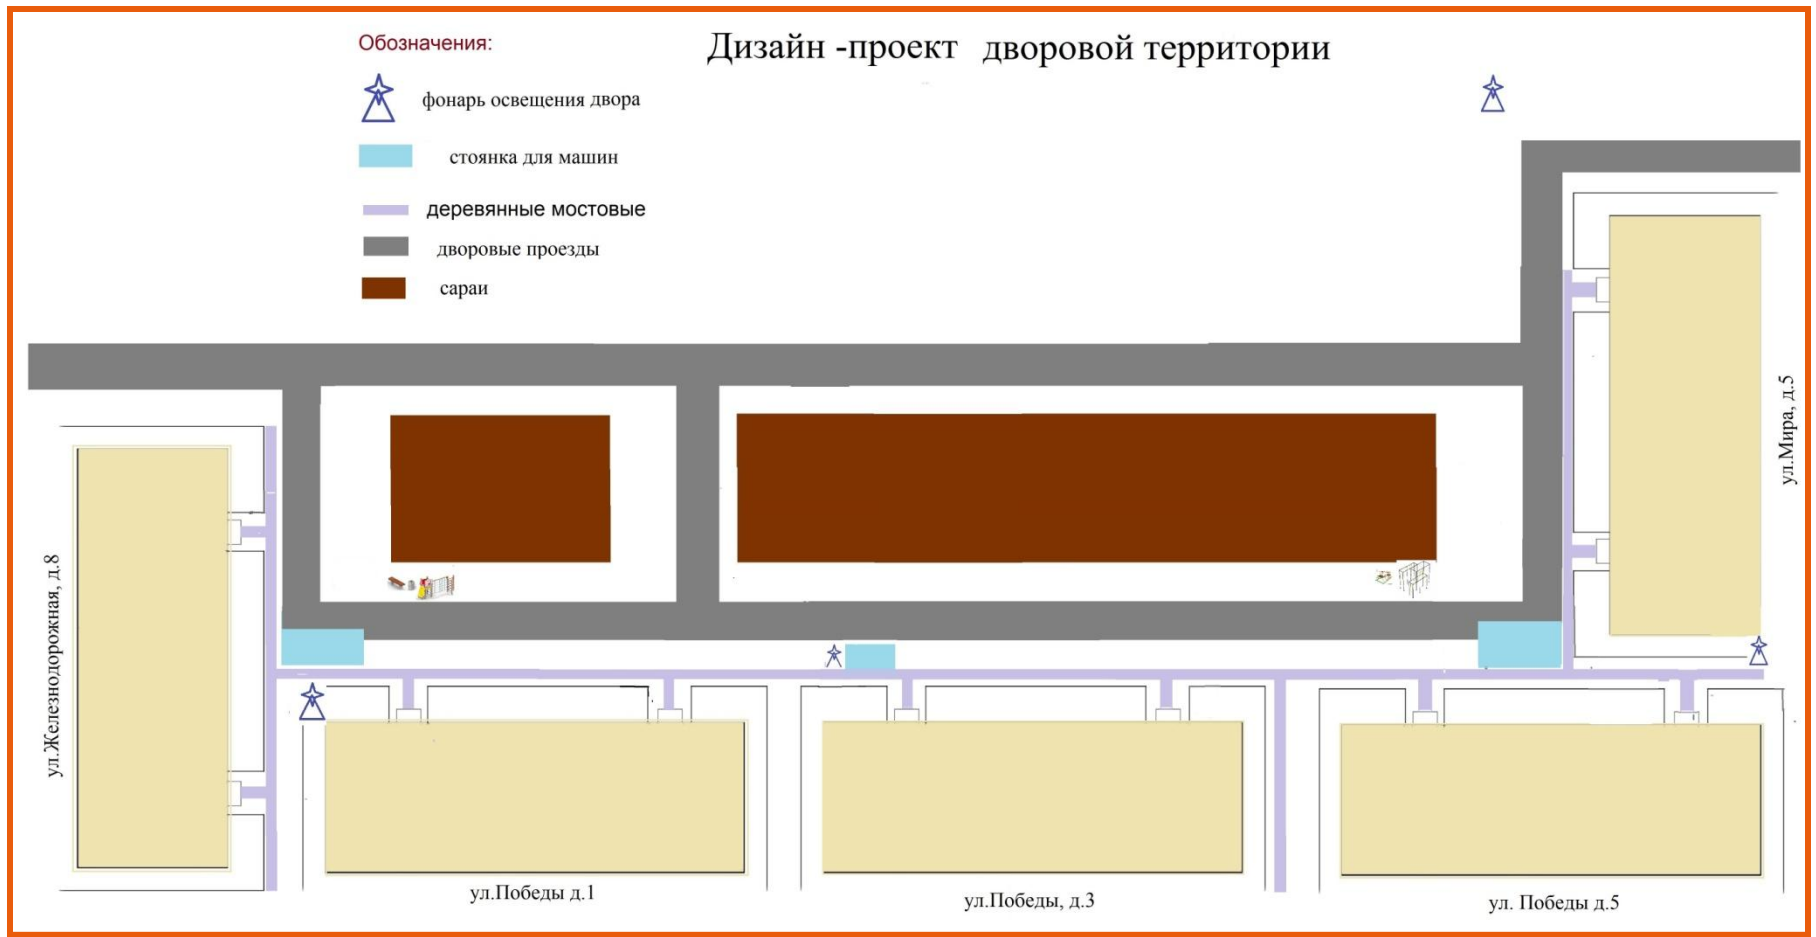 Дизайн -проект дворовой территории
Обозначения:
фонарь освещения двора
стоянка для машин
деревянные мостовые
дворовые проезды
сараи
ул.Мира, д.5
ул.Железнодорожная, д.8
ул.Победы д.1
ул.Победы, д.3
ул. Победы д.5